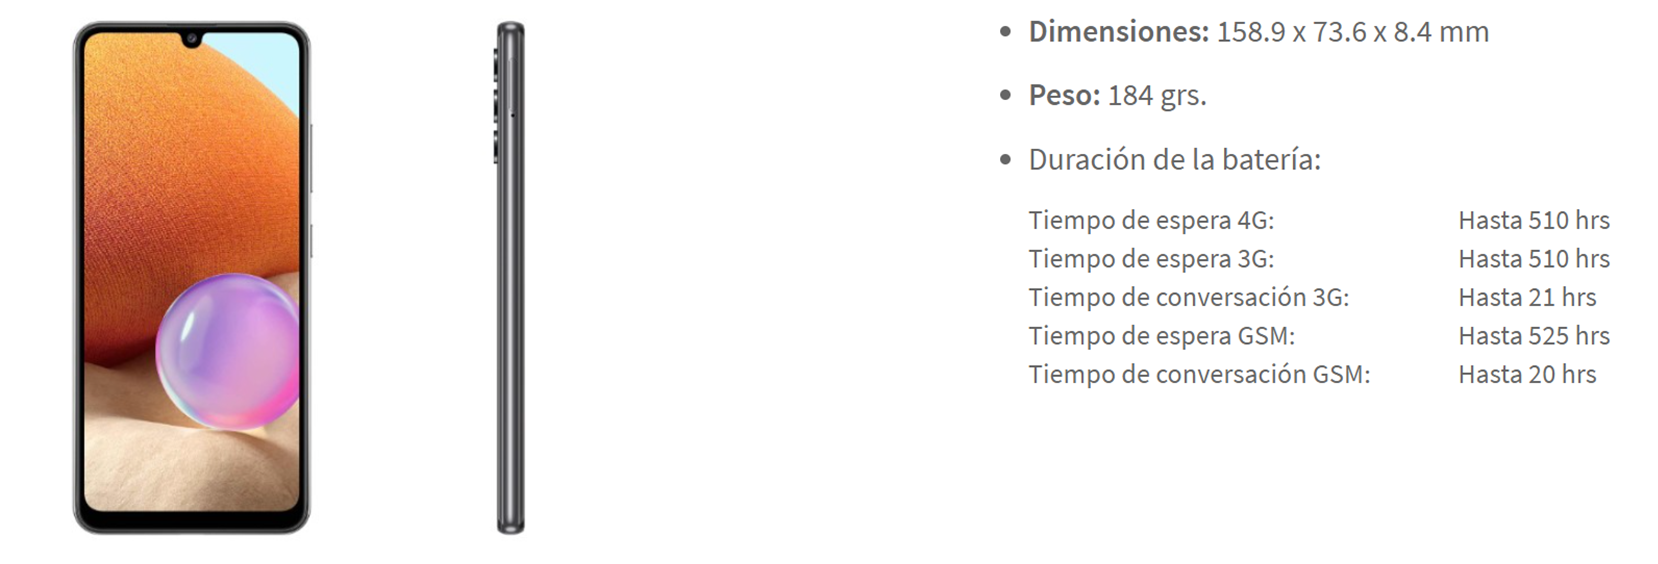 Dimensiones: 158.9 x 73.6 x 8.4 mm
Peso: 184 grs.
Duración de la batería:
Tiempo de espera 4G: Hasta 510 hrs
Tiempo de espera 3G: Hasta 510 hrs
Tiempo de conversación 3G: Hasta 21 hrs
Tiempo de espera GSM: Hasta 525 hrs
Tiempo de conversación GSM: Hasta 20 hrs